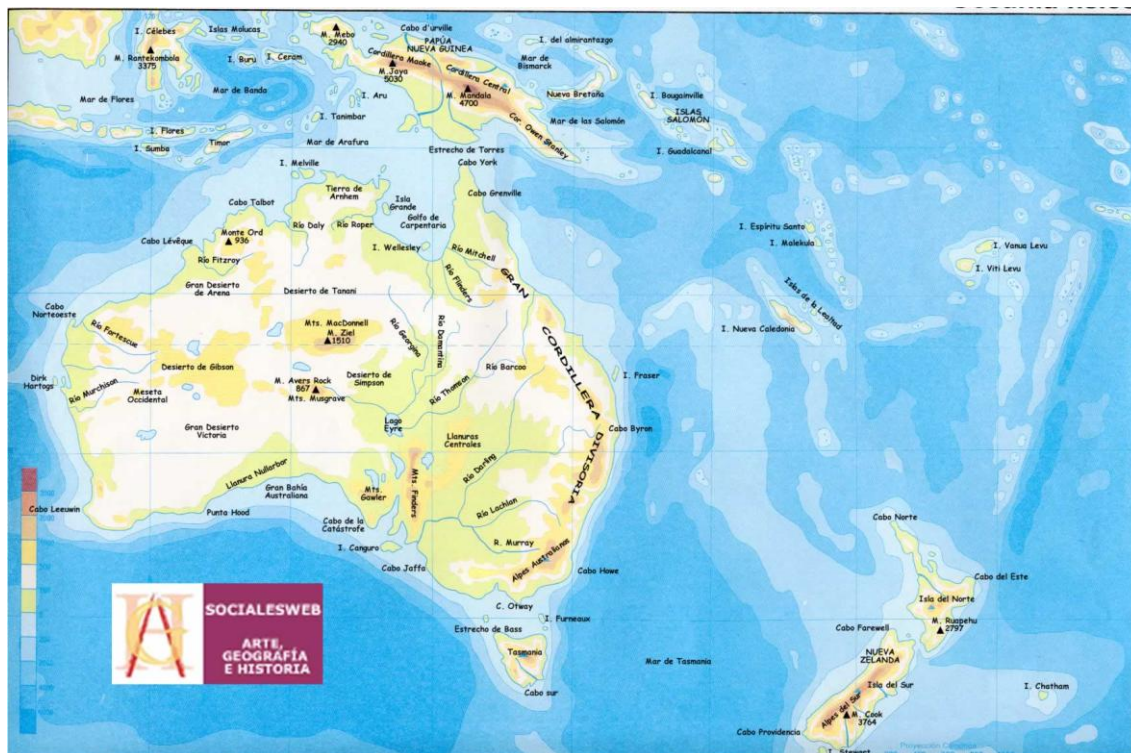 I. Célebes
Islas Molucas
M. Rantekombola
3375
M. Mebo
2940
Cabo d'urville
PAPÚA
NUEVA GUINEA
I. del almirantazgo
Mar de
Bismarck
I. Burú
I. Ceram
Cordillera Maoke
M. Jaya
5030
Cordillera Central
M. Mandala
4700
Nueva Bretaña
I. Bougainville
ISLAS
SALOMÓN
Mar de Flores
Mar de Banda
I. Aru
I. Tanimbar
Cor. Owen Stanley
Mar de las Salomón
I. Guadalcanal
I. Flores
I. Sumba
Timor
Mar de Arafura
Estrecho de Torres
Cabo York
I. Melville
Tierra de
Arnhem
Isla
Grande
Cabo Grenville
Cabo Talbot
Golfo de
Carpentaria
Río Daly
Río Roper
Monte Ord
936
Cabo Lévêque
I. Wellesley
Río Mitchell
I. Espíritu Santo
I. Malekula
I. Vanua Levu
I. Viti Levu
Río Fitzroy
Gran Desierto
de Arena
Desierto de Tanani
Río Flinders
GRAN
CORDILLERA DIVISORIA
Islas de la Lealtad
I. Nueva Caledonia
Cabo
Noroeste
Río Fortescue
Mts. MacDonnell
M. Ziel
1510
Río Georgina
Río Diamantina
Desierto de Gibson
Río Barcoo
I. Fraser
Dirk
Hartogs
Río Murchison
Meseta
Occidental
M. Avers Rock
867
Mts. Musgrave
Desierto de
Simpson
Río Thomson
Lago
Eyre
Gran Desierto
Victoria
Llanuras
Centrales
Cabo Byron
Llanura Nullarbor
Gran Bahía
Australiana
Mts.
Gawler
Mts. Finders
Río Darling
Río Lachlan
Cabo Leeuwin
Punta Hood
Cabo de la
Catástrofe
I. Canguro
R. Murray
Alpes Australianos
Cabo Jaffa
Cabo Howe
Cabo Norte
Cabo del Este
Isla del Norte
M. Ruapehu
2797
SOCIALESWEB
ARTE,
GEOGRAFÍA
E HISTORIA
C. Otway
I. Furneaux
Estrecho de Bass
Tasmania
Cabo sur
Mar de Tasmania
Cabo Farewell
NUEVA
ZELANDA
Isla del Sur
Alpes del Sur
M. Cook
3764
I. Chatham
Cabo Providencia
I. Stewart